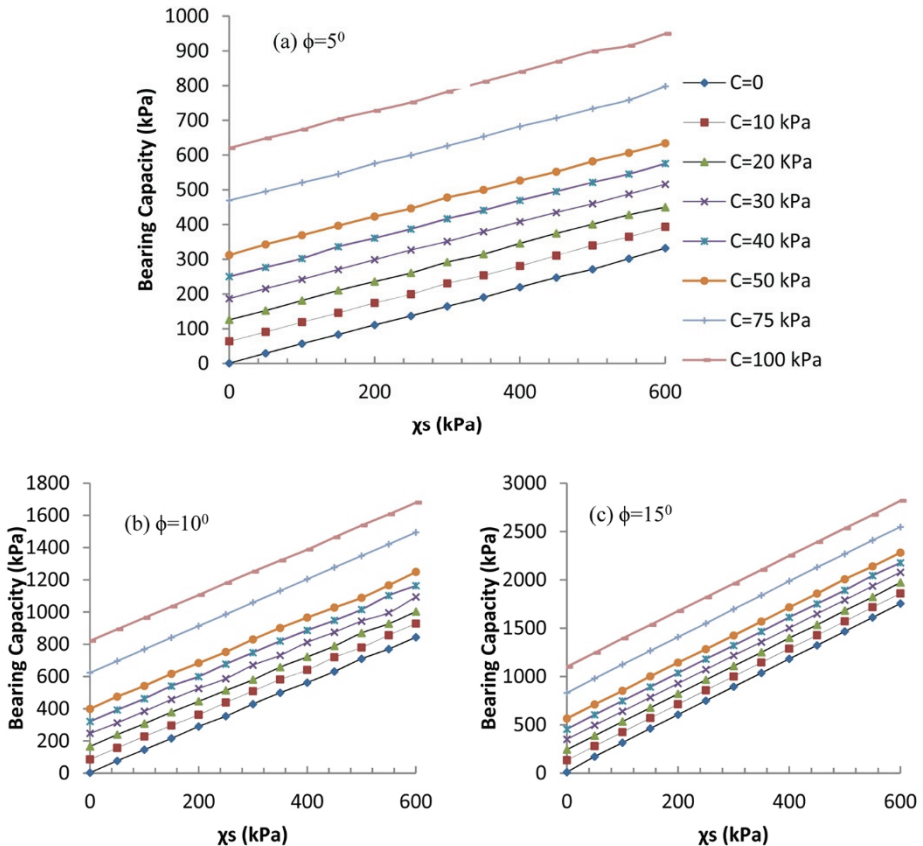 (a) ϕ=5⁰
Bearing Capacity (kPa)
1000
900
800
700
600
500
400
300
200
100
0
0 200 400 600
χs (kPa)
C=0
C=10 kPa
C=20 KPa
C=30 kPa
C=40 kPa
C=50 kPa
C=75 kPa
C=100 kPa
(b) ϕ=10⁰
Bearing Capacity (kPa)
1800
1600
1400
1200
1000
800
600
400
200
0
0 200 400 600
χs (kPa)
(c) ϕ=15⁰
Bearing Capacity (kPa)
3000
2500
2000
1500
1000
500
0
0 200 400 600
χs (kPa)